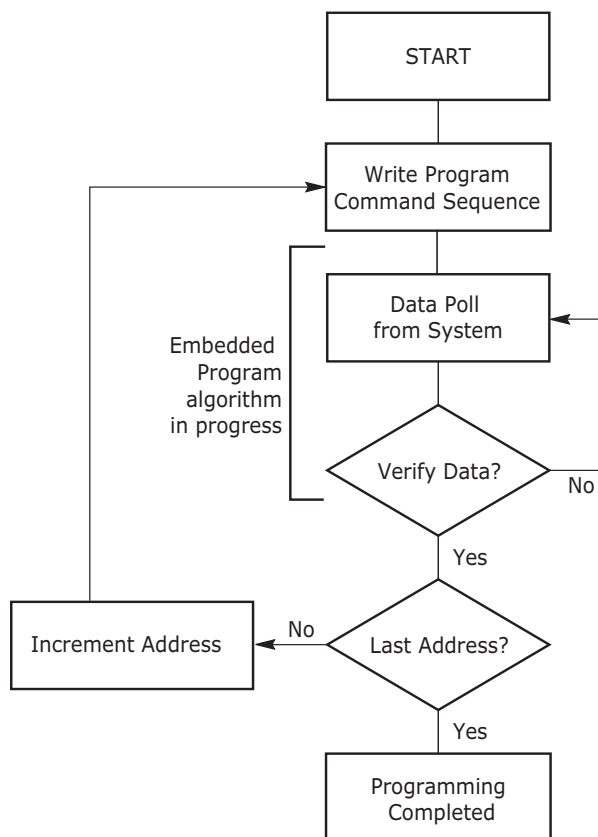 START
Write Program
Command Sequence
Data Poll
from System
Embedded
Program
algorithm
in progress
Verify Data?
No
Yes
Increment Address
No
Last Address?
Yes
Programming
Completed